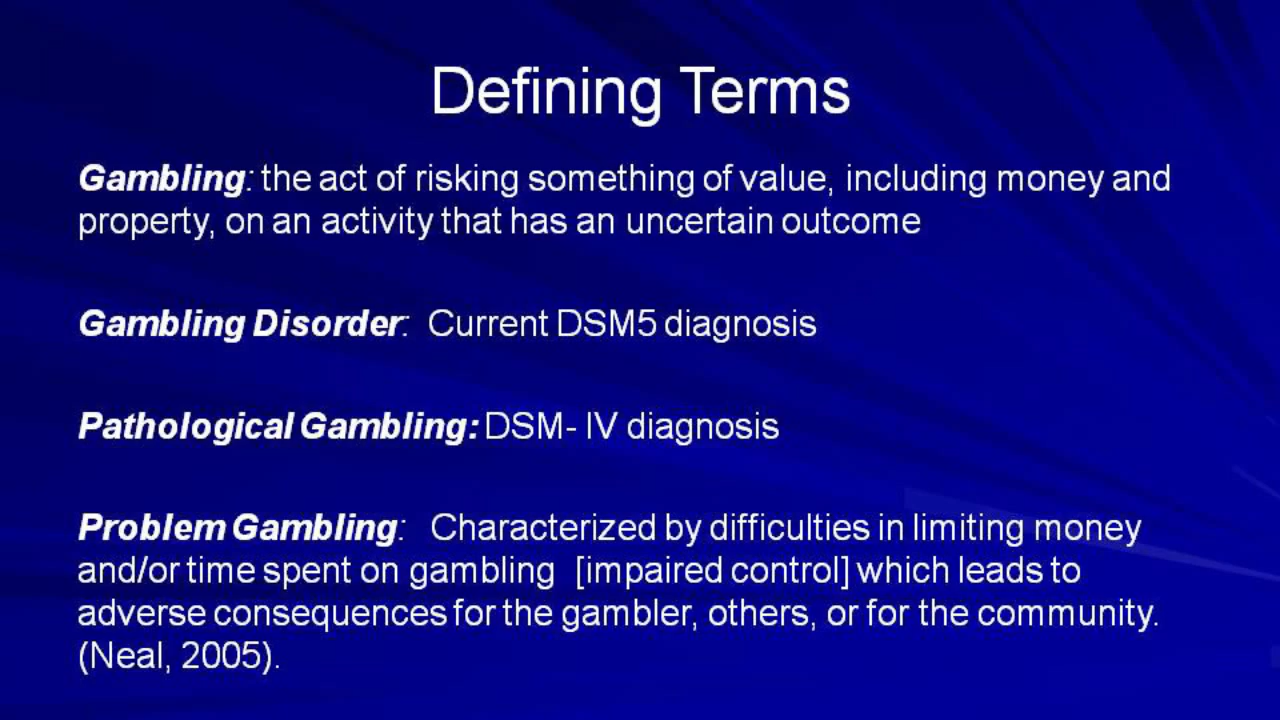 Defining Terms
Gambling: the act of risking something of value, including money and
property, on an activity that has an uncertain outcome
Gambling Disorder: Current DSM5 diagnosis
Pathological Gambling: DSM- IV diagnosis
Problem Gambling: Characterized by difficulties in limiting money
and/or time spent on gambling [impaired control] which leads to
adverse consequences for the gambler, others, or for the community.
(Neal, 2005).